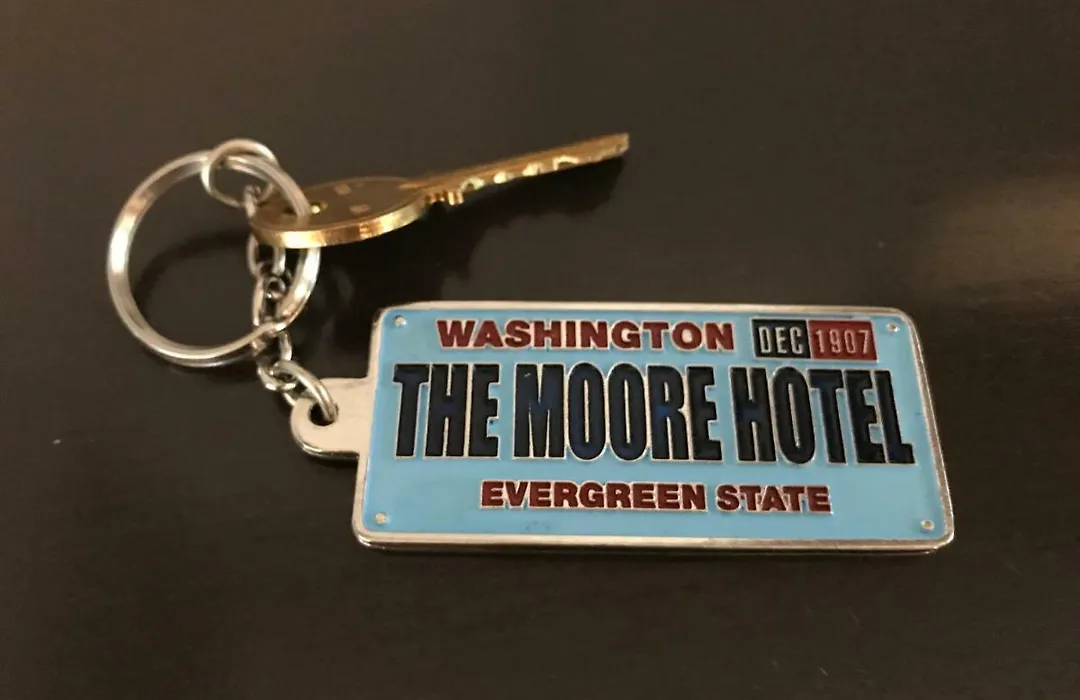 WASHINGTON DEC 1907
THE MOORE HOTEL
EVERGREEN STATE